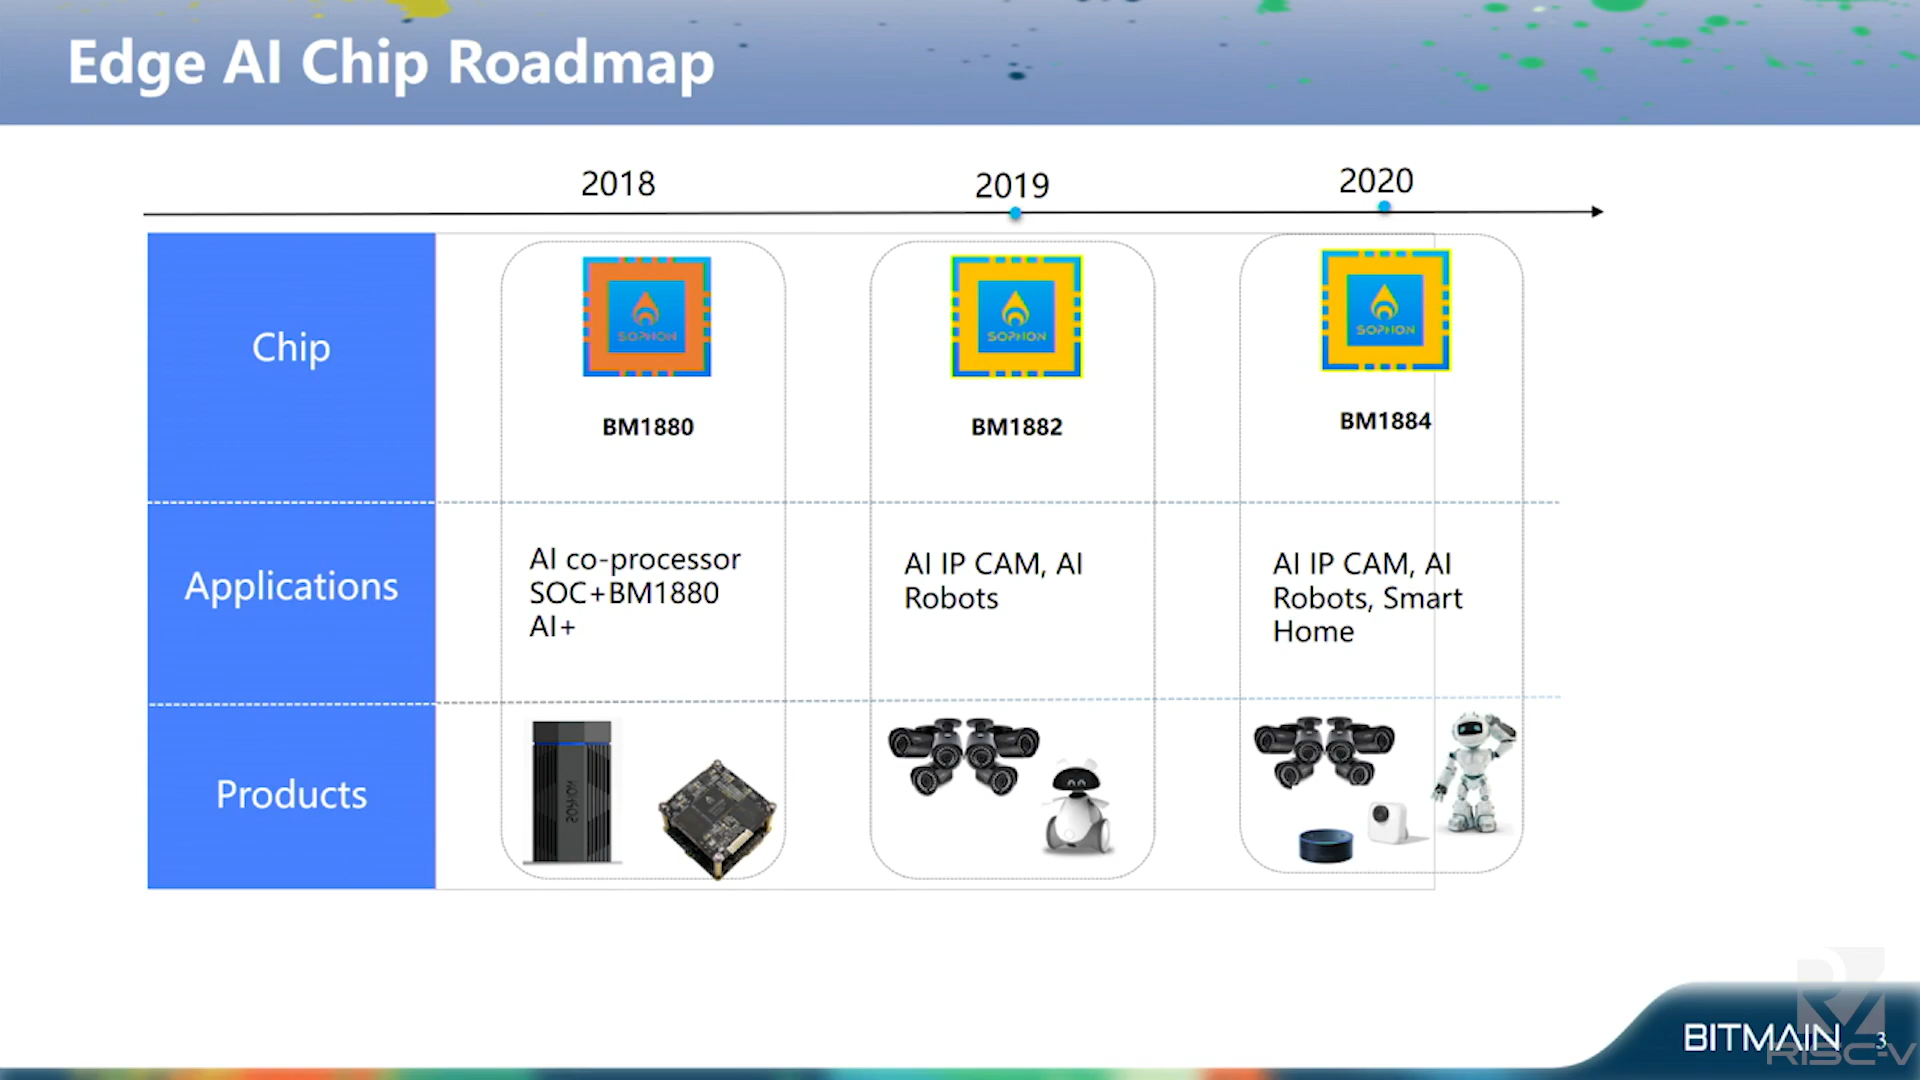 Edge AI Chip Roadmap
2018
2019
2020
Chip
SOPHON
SOPHON
SOPHON
BM1880
BM1882
BM1884
Applications
AI co-processor
SOC+BM1880
AI+
AI IP CAM, AI
Robots
AI IP CAM, AI
Robots, Smart
Home
Products
SOPHON
BITMAIN
3
RISC-V